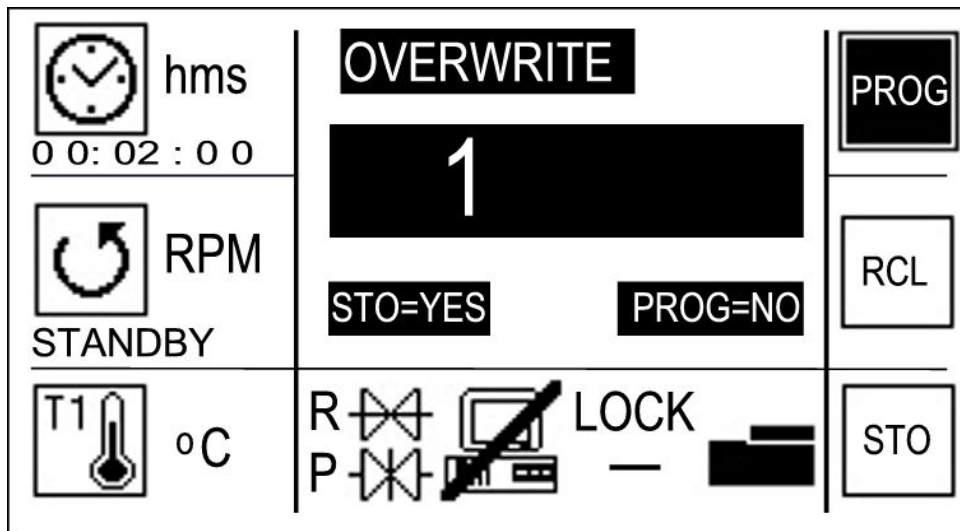 hms
00:02:00
RPM
STANDBY
T1
°C
OVERWRITE
1
STO=YES PROG=NO
R
P
LOCK
PROG
RCL
STO